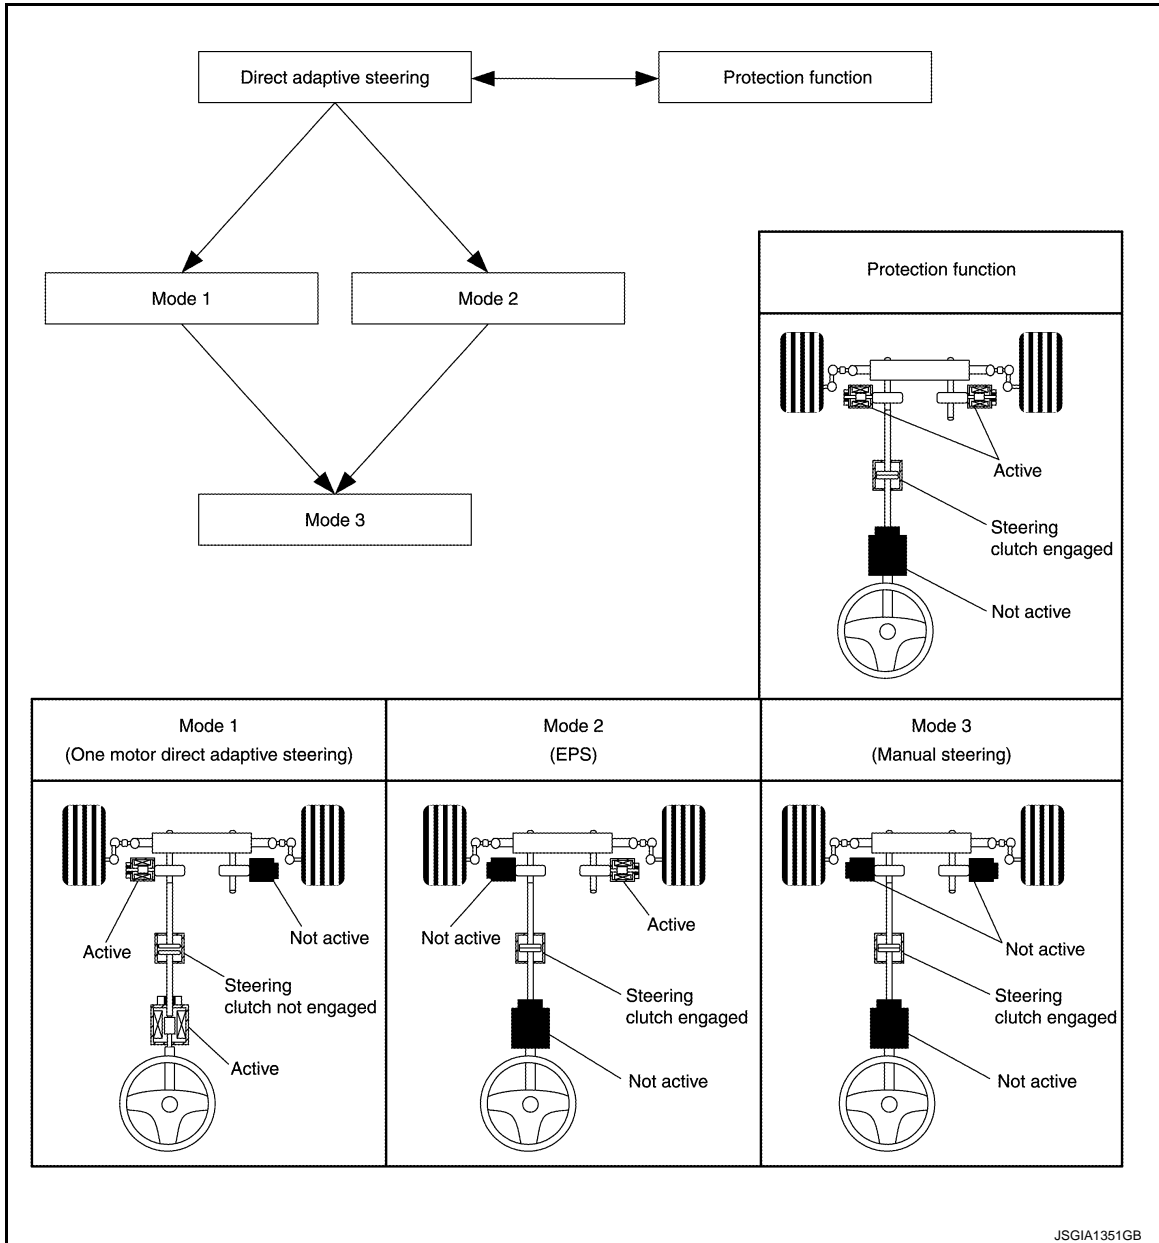 Direct adaptive steering
Protection function
Mode 1
Mode 2
Mode 3
Protection function
Active
Steering
clutch engaged
Not active
Mode 1
(One motor direct adaptive steering)
Active
Not active
Steering
clutch not engaged
Active
Mode 2
(EPS)
Not active
Active
Steering
clutch engaged
Not active
Mode 3
(Manual steering)
Not active
Steering
clutch engaged
Not active
JSGIA1351GB